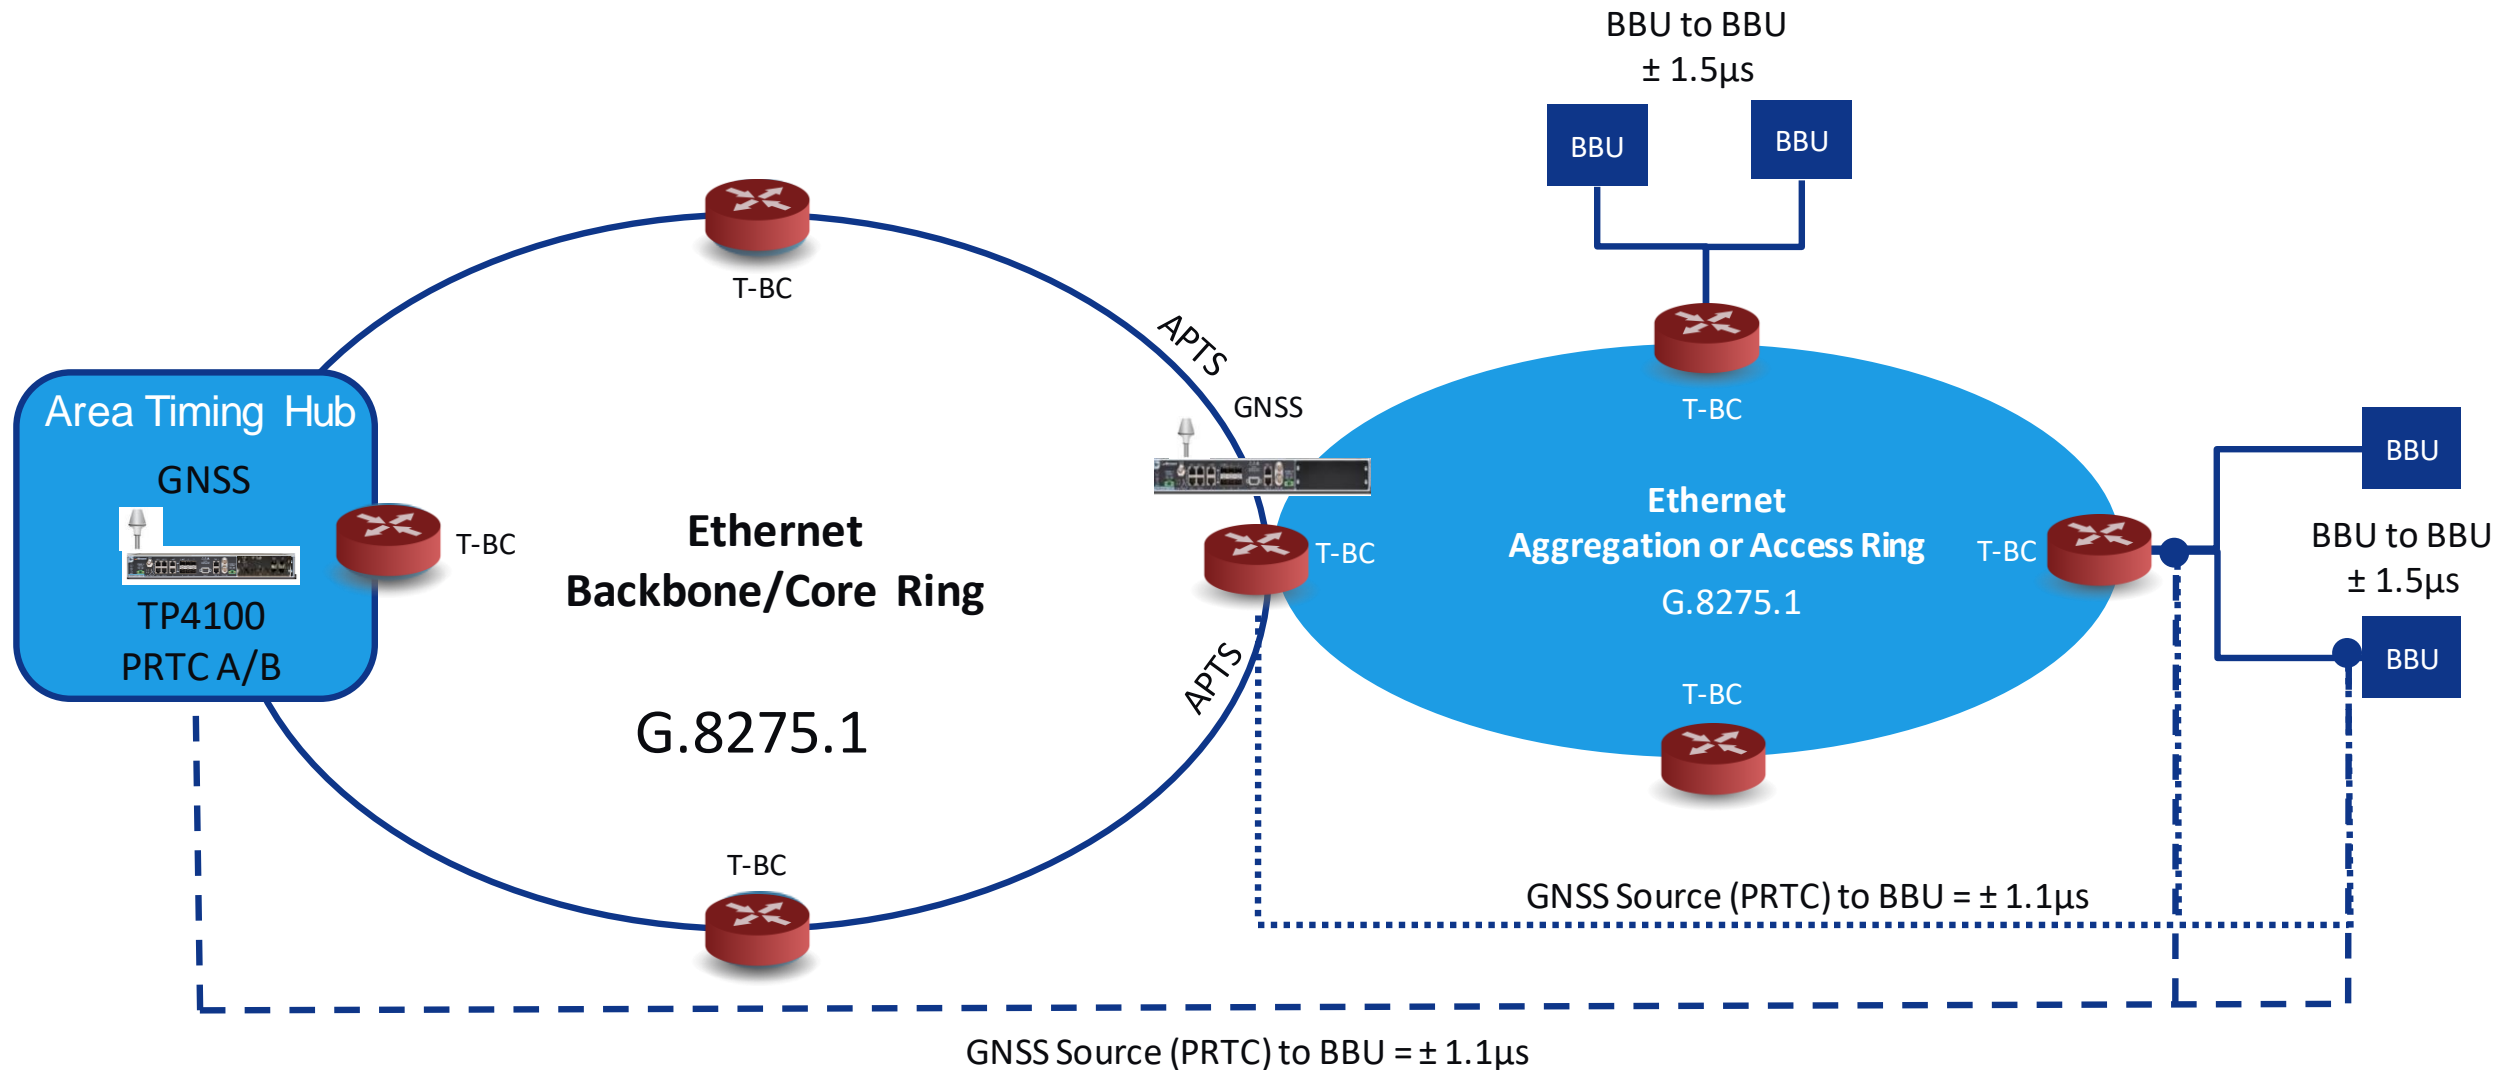 BBU to BBU
± 1.5µs
BBU
BBU
T-BC
T-BC
APTS
GNSS
Area Timing Hub
GNSS
TP4100
PRTC A/B
T-BC
Ethernet
Backbone/Core Ring
G.8275.1
T-BC
APTS
Ethernet
Aggregation or Access Ring
G.8275.1
T-BC
T-BC
BBU
BBU to BBU
± 1.5µs
BBU
T-BC
GNSS Source (PRTC) to BBU = ± 1.1µs
GNSS Source (PRTC) to BBU = ± 1.1µs